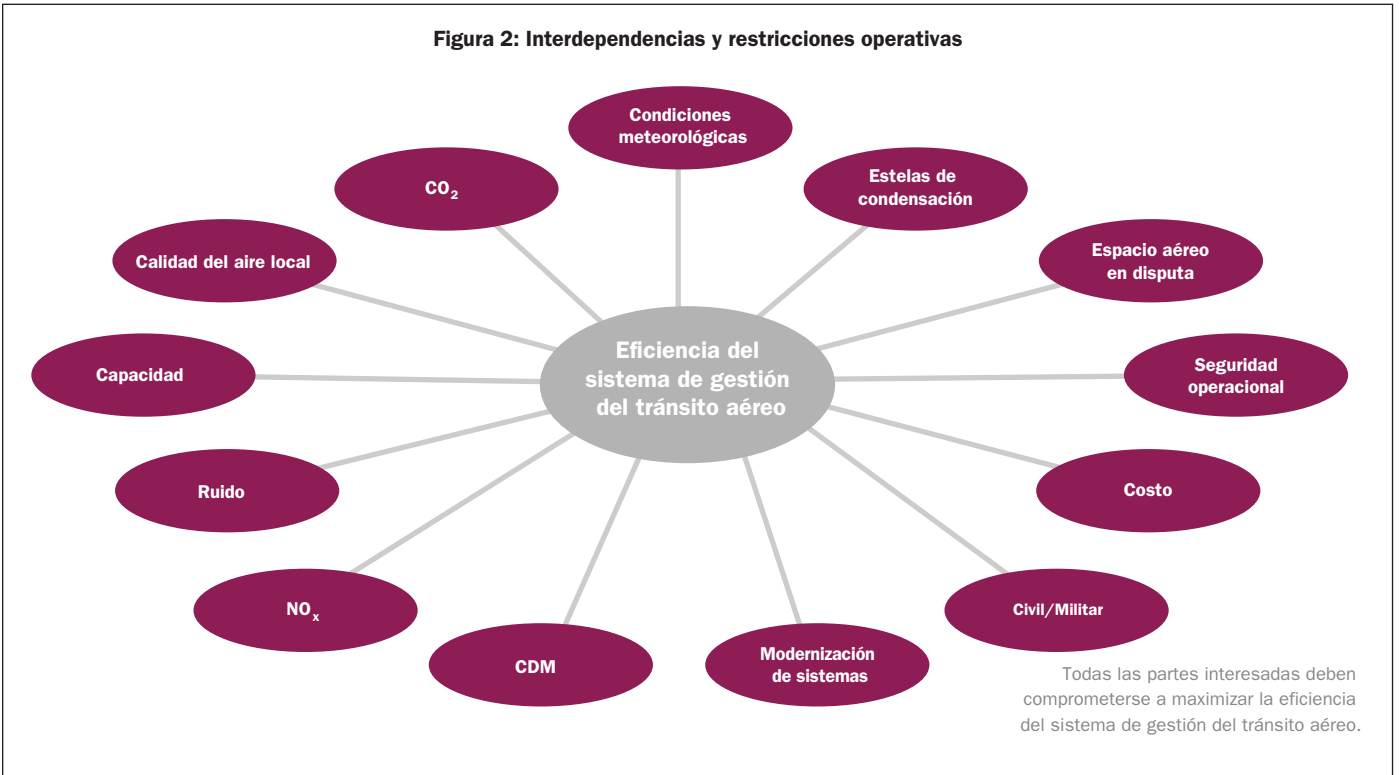 Figura 2: Interdependencias y restricciones operativas
Condiciones
meteorológicas
CO₂
Estelas de
condensación
Calidad del aire local
Espacio aéreo
en disputa
Eficiencia del
sistema de gestión
del tránsito aéreo
Capacidad
Seguridad
operacional
Ruido
Costo
NOₓ
Civil/Militar
CDM
Modernización
de sistemas
Todas las partes interesadas deben
comprometerse a maximizar la eficiencia
del sistema de gestión del tránsito aéreo.